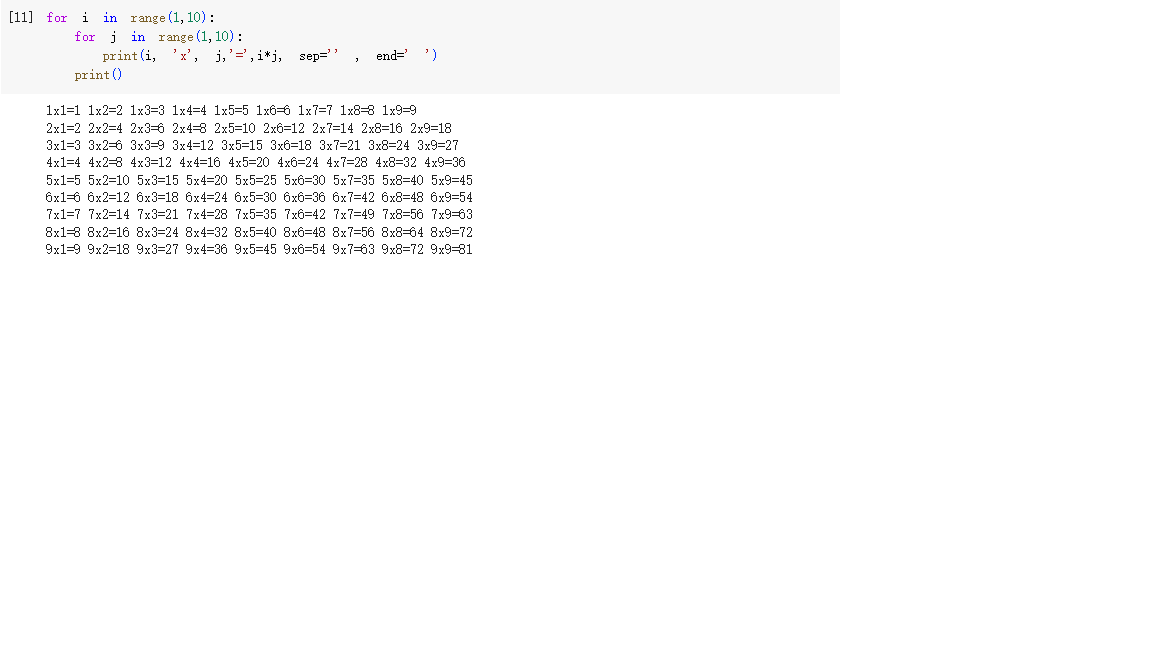 [11] for i in range(1,10):
for j in range(1,10):
print(i, 'x', j,'=',i*j, sep='' , end=' ')
print()
1x1=1 1x2=2 1x3=3 1x4=4 1x5=5 1x6=6 1x7=7 1x8=8 1x9=9
2x1=2 2x2=4 2x3=6 2x4=8 2x5=10 2x6=12 2x7=14 2x8=16 2x9=18
3x1=3 3x2=6 3x3=9 3x4=12 3x5=15 3x6=18 3x7=21 3x8=24 3x9=27
4x1=4 4x2=8 4x3=12 4x4=16 4x5=20 4x6=24 4x7=28 4x8=32 4x9=36
5x1=5 5x2=10 5x3=15 5x4=20 5x5=25 5x6=30 5x7=35 5x8=40 5x9=45
6x1=6 6x2=12 6x3=18 6x4=24 6x5=30 6x6=36 6x7=42 6x8=48 6x9=54
7x1=7 7x2=14 7x3=21 7x4=28 7x5=35 7x6=42 7x7=49 7x8=56 7x9=63
8x1=8 8x2=16 8x3=24 8x4=32 8x5=40 8x6=48 8x7=56 8x8=64 8x9=72
9x1=9 9x2=18 9x3=27 9x4=36 9x5=45 9x6=54 9x7=63 9x8=72 9x9=81